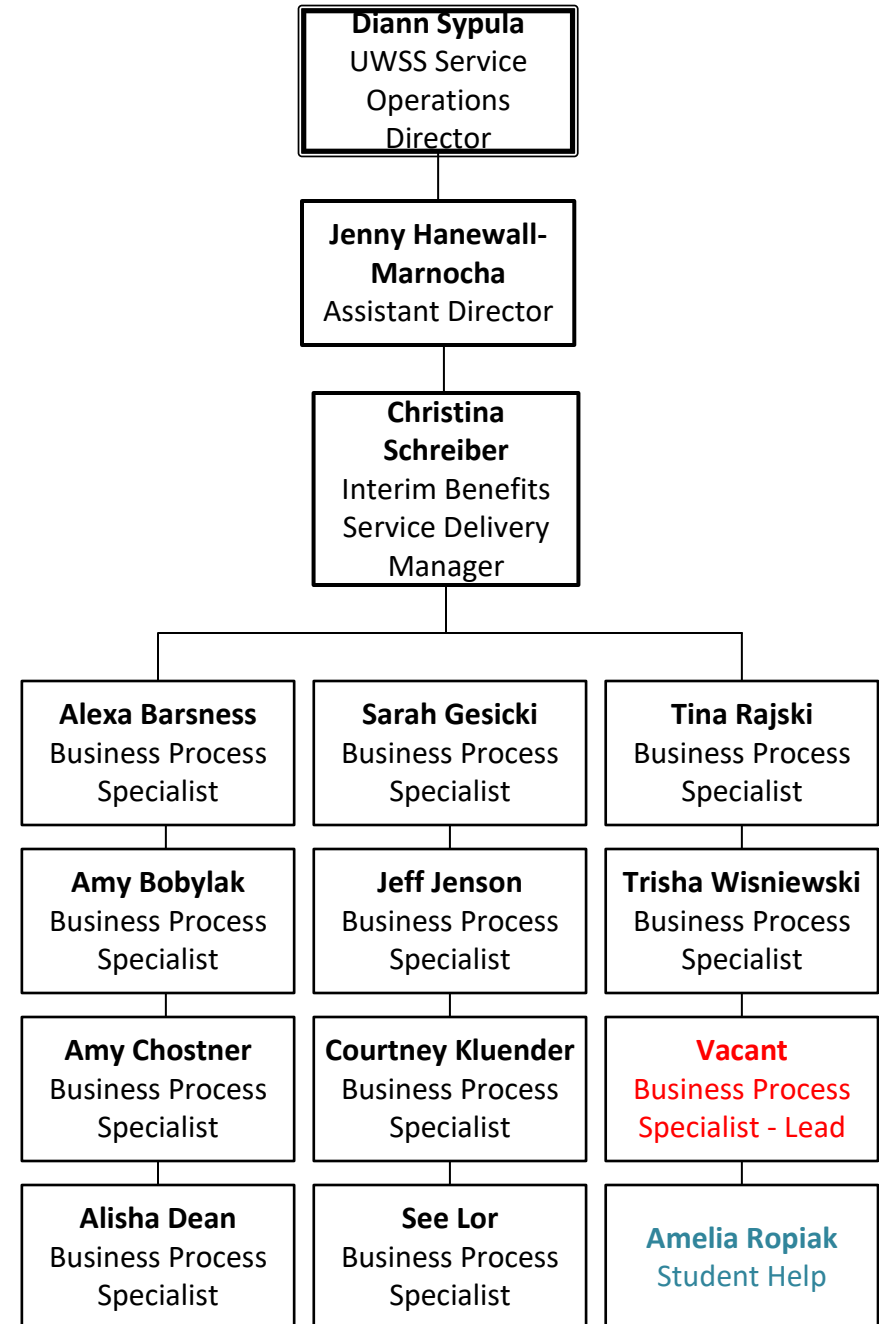 Diann Sypula
UWSS Service
Operations
Director
Jenny Hanewall-
Marnocha
Assistant Director
Christina
Schreiber
Interim Benefits
Service Delivery
Manager
Alexa Barsness
Business Process
Specialist
Sarah Gesicki
Business Process
Specialist
Tina Rajski
Business Process
Specialist
Amy Bobylak
Business Process
Specialist
Jeff Jenson
Business Process
Specialist
Trisha Wisniewski
Business Process
Specialist
Amy Chostner
Business Process
Specialist
Courtney Kluender
Business Process
Specialist
Vacant
Business Process
Specialist - Lead
Alisha Dean
Business Process
Specialist
See Lor
Business Process
Specialist
Amelia Ropiak
Student Help